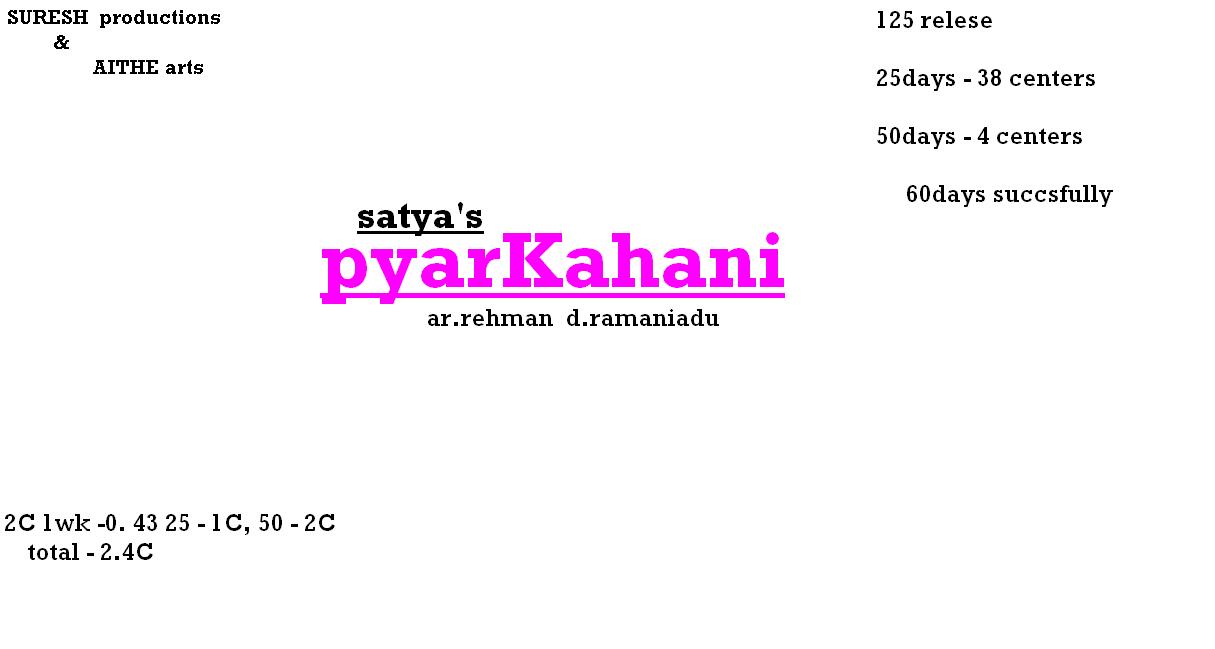 SURESH productions
&
AITHE arts
125 relese
25days - 38 centers
50days - 4 centers
60days succsfully
satya's
pyarKahani
ar.rehman d.ramaniadu
2C 1wk -0. 43 25 - 1C, 50 - 2C
total - 2.4C